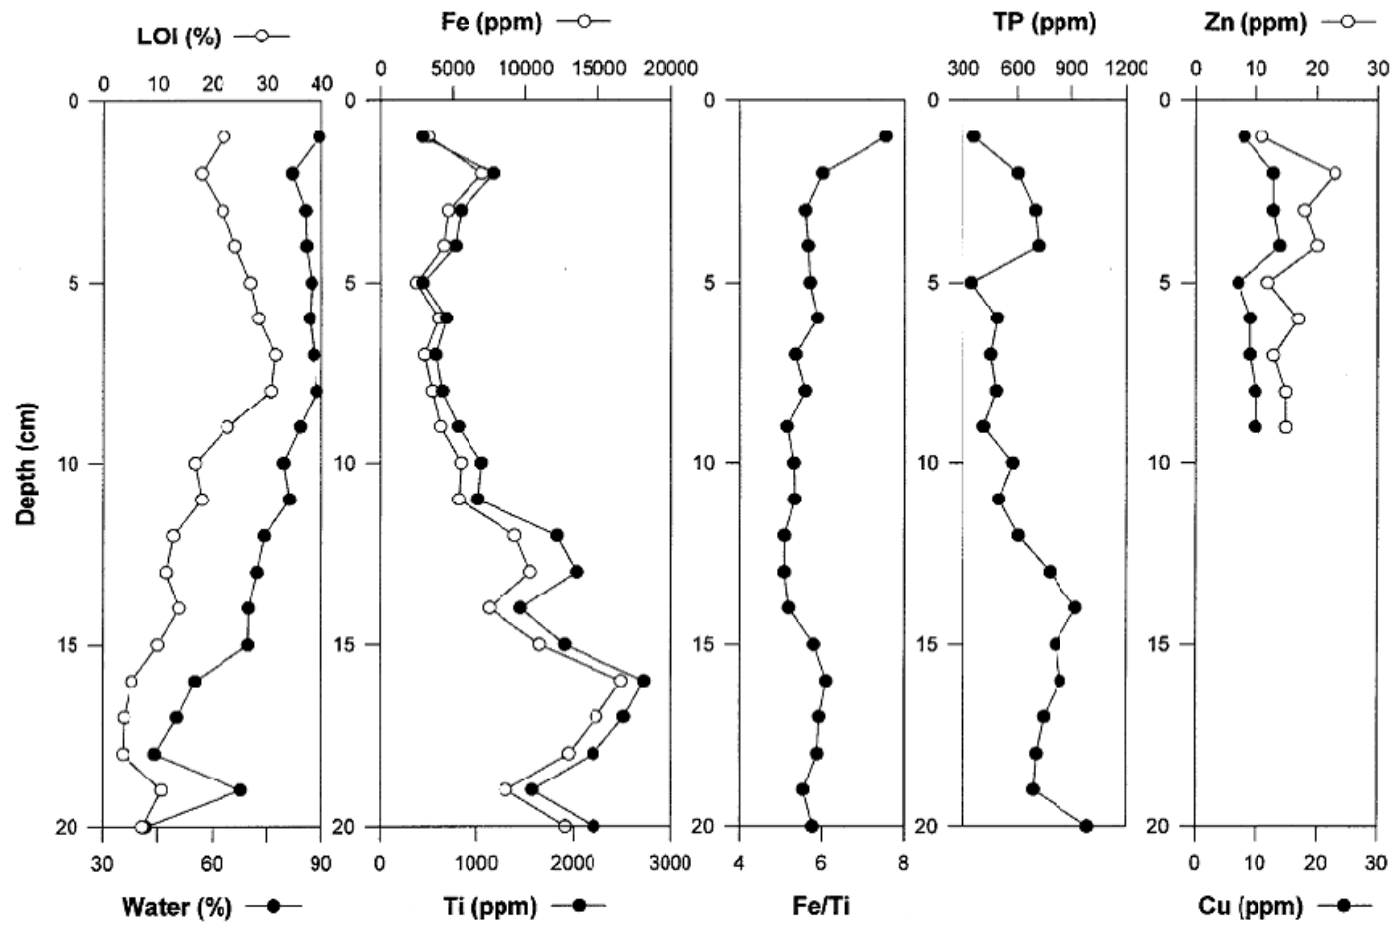 LOI (%)
Fe (ppm)
TP (ppm)
Zn (ppm)
0 10 20 30 40
0 5000 10000 15000 20000
300 600 900 1200
0 10 20 30
0 0 0 0 0
5 5 5 5 5
10 10 10 10 10
15 15 15 15 15
20 20 20 20 20
Depth (cm)
30 60 90
0 1000 2000 3000
4 6 8
0 10 20 30
Water (%)
Ti (ppm)
Fe/Ti
Cu (ppm)